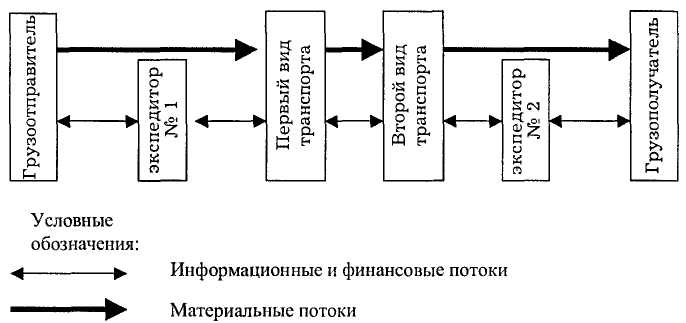 Грузоотправитель
экспедитор
№ 1
Первый вид
транспорта
Второй вид
транспорта
экспедитор
№ 2
Грузополучатель
Условные
обозначения:
Информационные и финансовые потоки
Материальные потоки